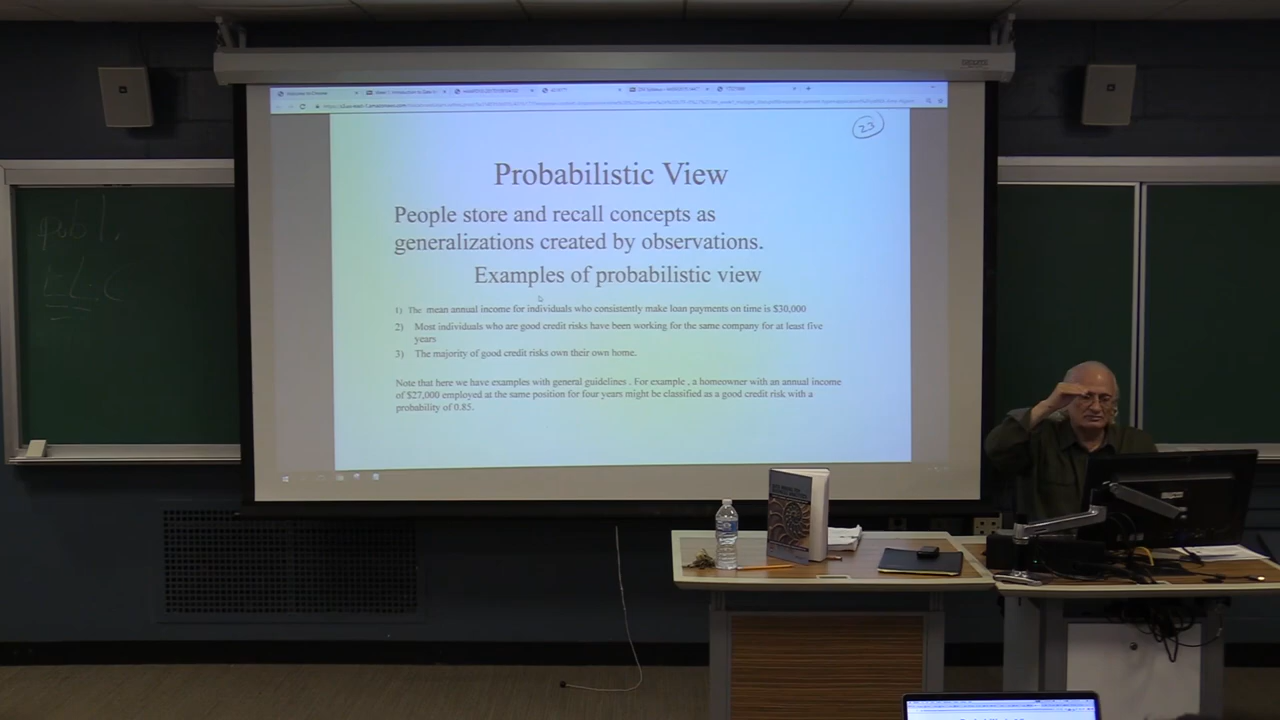 23
Probabilistic View
People store and recall concepts as
generalizations created by observations.
Examples of probabilistic view
1) The mean annual income for individuals who consistently make loan payments on time is $30,000
2) Most individuals who are good credit risks have been working for the same company for at least five
years
3) The majority of good credit risks own their own home.
Note that here we have examples with general guidelines . For example , a homeowner with an annual income
of $27,000 employed at the same position for four years might be classified as a good credit risk with a
probability of 0.85.